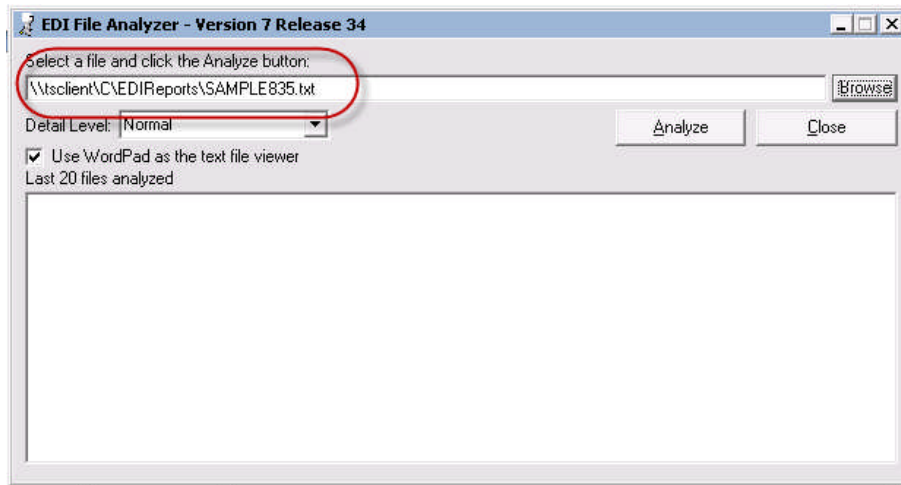 EDI File Analyzer - Version 7 Release 34
Select a file and click the Analyze button:
\\tsclient\C\EDIReports\SAMPLE835.txt Browse
Detail Level: Normal Analyze Close
Use WordPad as the text file viewer
Last 20 files analyzed